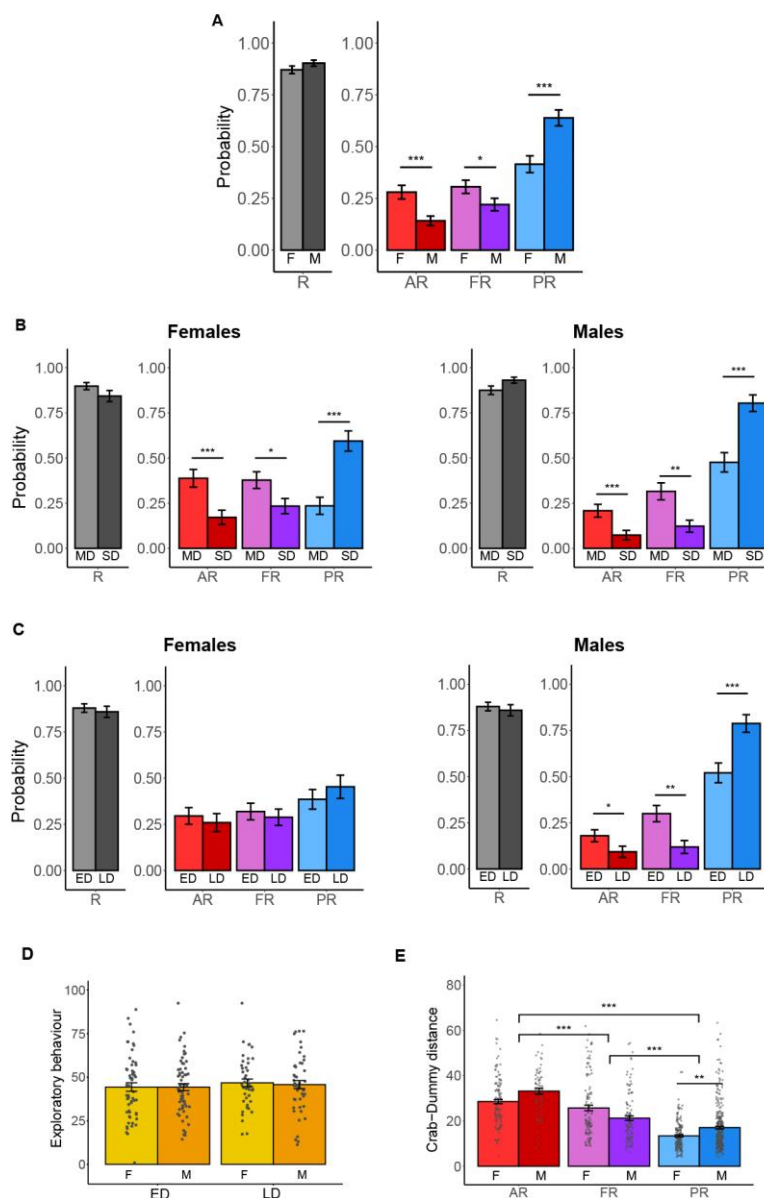 A
Probability
1.00
0.75
0.50
0.25
0.00
F M
R
1.00
0.75
0.50
0.25
0.00
***
*
***
F M F M F M
AR FR PR
B
Females
Probability
1.00
0.75
0.50
0.25
0.00
MD SD
R
1.00
0.75
0.50
0.25
0.00
***
*
***
MD SD MD SD MD SD
AR FR PR
Males
1.00
0.75
0.50
0.25
0.00
MD SD
R
1.00
0.75
0.50
0.25
0.00
***
**
***
MD SD MD SD MD SD
AR FR PR
C
Females
Probability
1.00
0.75
0.50
0.25
0.00
ED LD
R
1.00
0.75
0.50
0.25
0.00
ED LD ED LD ED LD
AR FR PR
Males
1.00
0.75
0.50
0.25
0.00
ED LD
R
1.00
0.75
0.50
0.25
0.00
*
**
***
ED LD ED LD ED LD
AR FR PR
D
Exploratory behaviour
100
75
50
25
0
F M F M
ED LD
E
Crab−Dummy distance
80
60
40
20
0
***
***
***
**
F M F M F M
AR FR PR